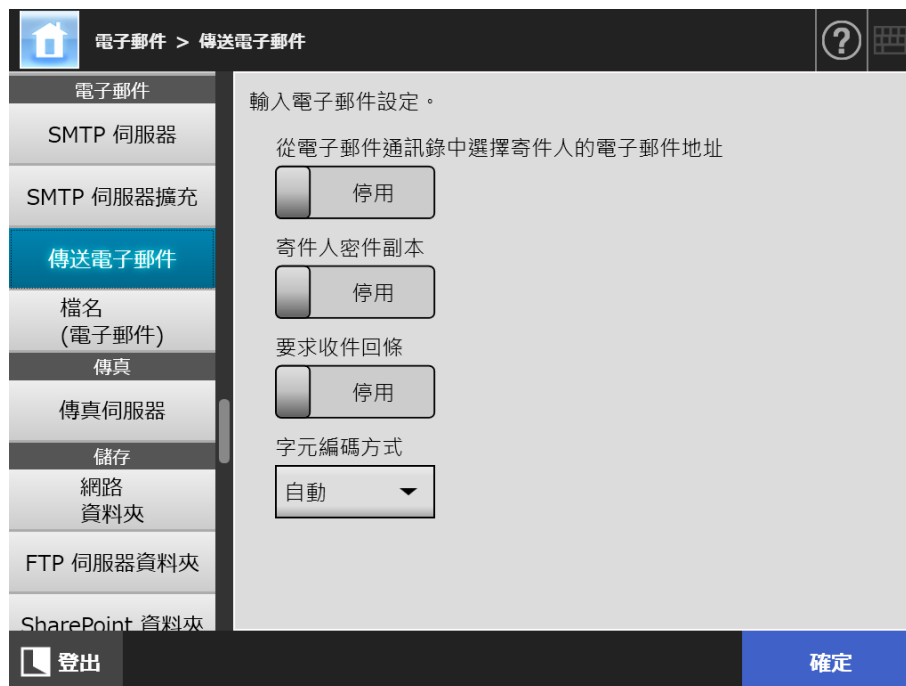 電子郵件 > 傳送電子郵件
電子郵件
SMTP 伺服器
SMTP 伺服器擴充
傳送電子郵件
檔名
(電子郵件)
傳真
傳真伺服器
儲存
網路
資料夾
FTP 伺服器資料夾
SharePoint 資料夾
輸入電子郵件設定。
從電子郵件通訊錄中選擇寄件人的電子郵件地址
停用
寄件人密件副本
停用
要求收件回條
停用
字元編碼方式
自動
登出
確定